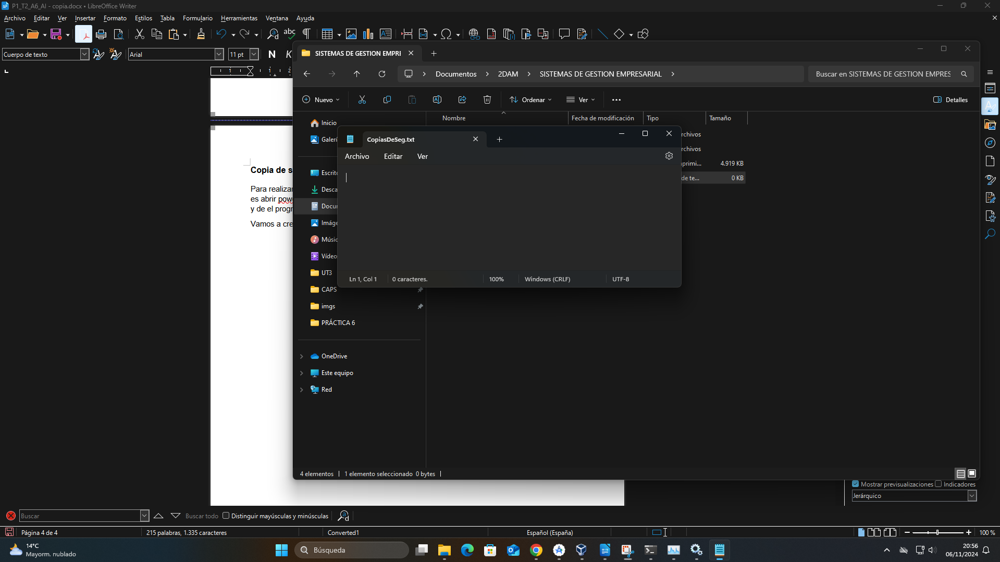 P1_T2_A6_AI - copia.docx • LibreOffice Writer
Archivo Editar Ver Insertar Formato Estilos Tabla Formulario Herramientas Ventana Ayuda
Cuerpo de texto
Arial
11 pt
N K
SISTEMAS DE GESTION EMPRI
Documentos > 2DAM > SISTEMAS DE GESTION EMPRESARIAL >
Buscar en SISTEMAS DE GESTION EMPRES
Nuevo
Ordenar
Ver
Detalles
Nombre Fecha de modificación Tipo Tamaño
Inicio
Galerí
Escrito
Desca
Docu
Imáge
Músic
Vídeo
UT3
CAPS
imgs
PRÁCTICA 6
OneDrive
Este equipo
Red
rchivos
rchivos
primi... 4.919 KB
de te... 0 KB
CopiasDeSeg.txt
Archivo Editar Ver
Ln 1, Col 1 0 caracteres. 100% Windows (CRLF) UTF-8
Copia de s
Para realizar
es abrir powe
y de el progr
Vamos a cre
4 elementos 1 elemento seleccionado 0 bytes
Mostrar previsualizaciones Indicadores
Jerárquico
Buscar Buscar todo Distinguir mayúsculas y minúsculas
Página 4 de 4 215 palabras, 1.335 caracteres Converted1 Español (España) 100 %
14°C
Mayorm. nublado
Búsqueda
20:56
06/11/2024